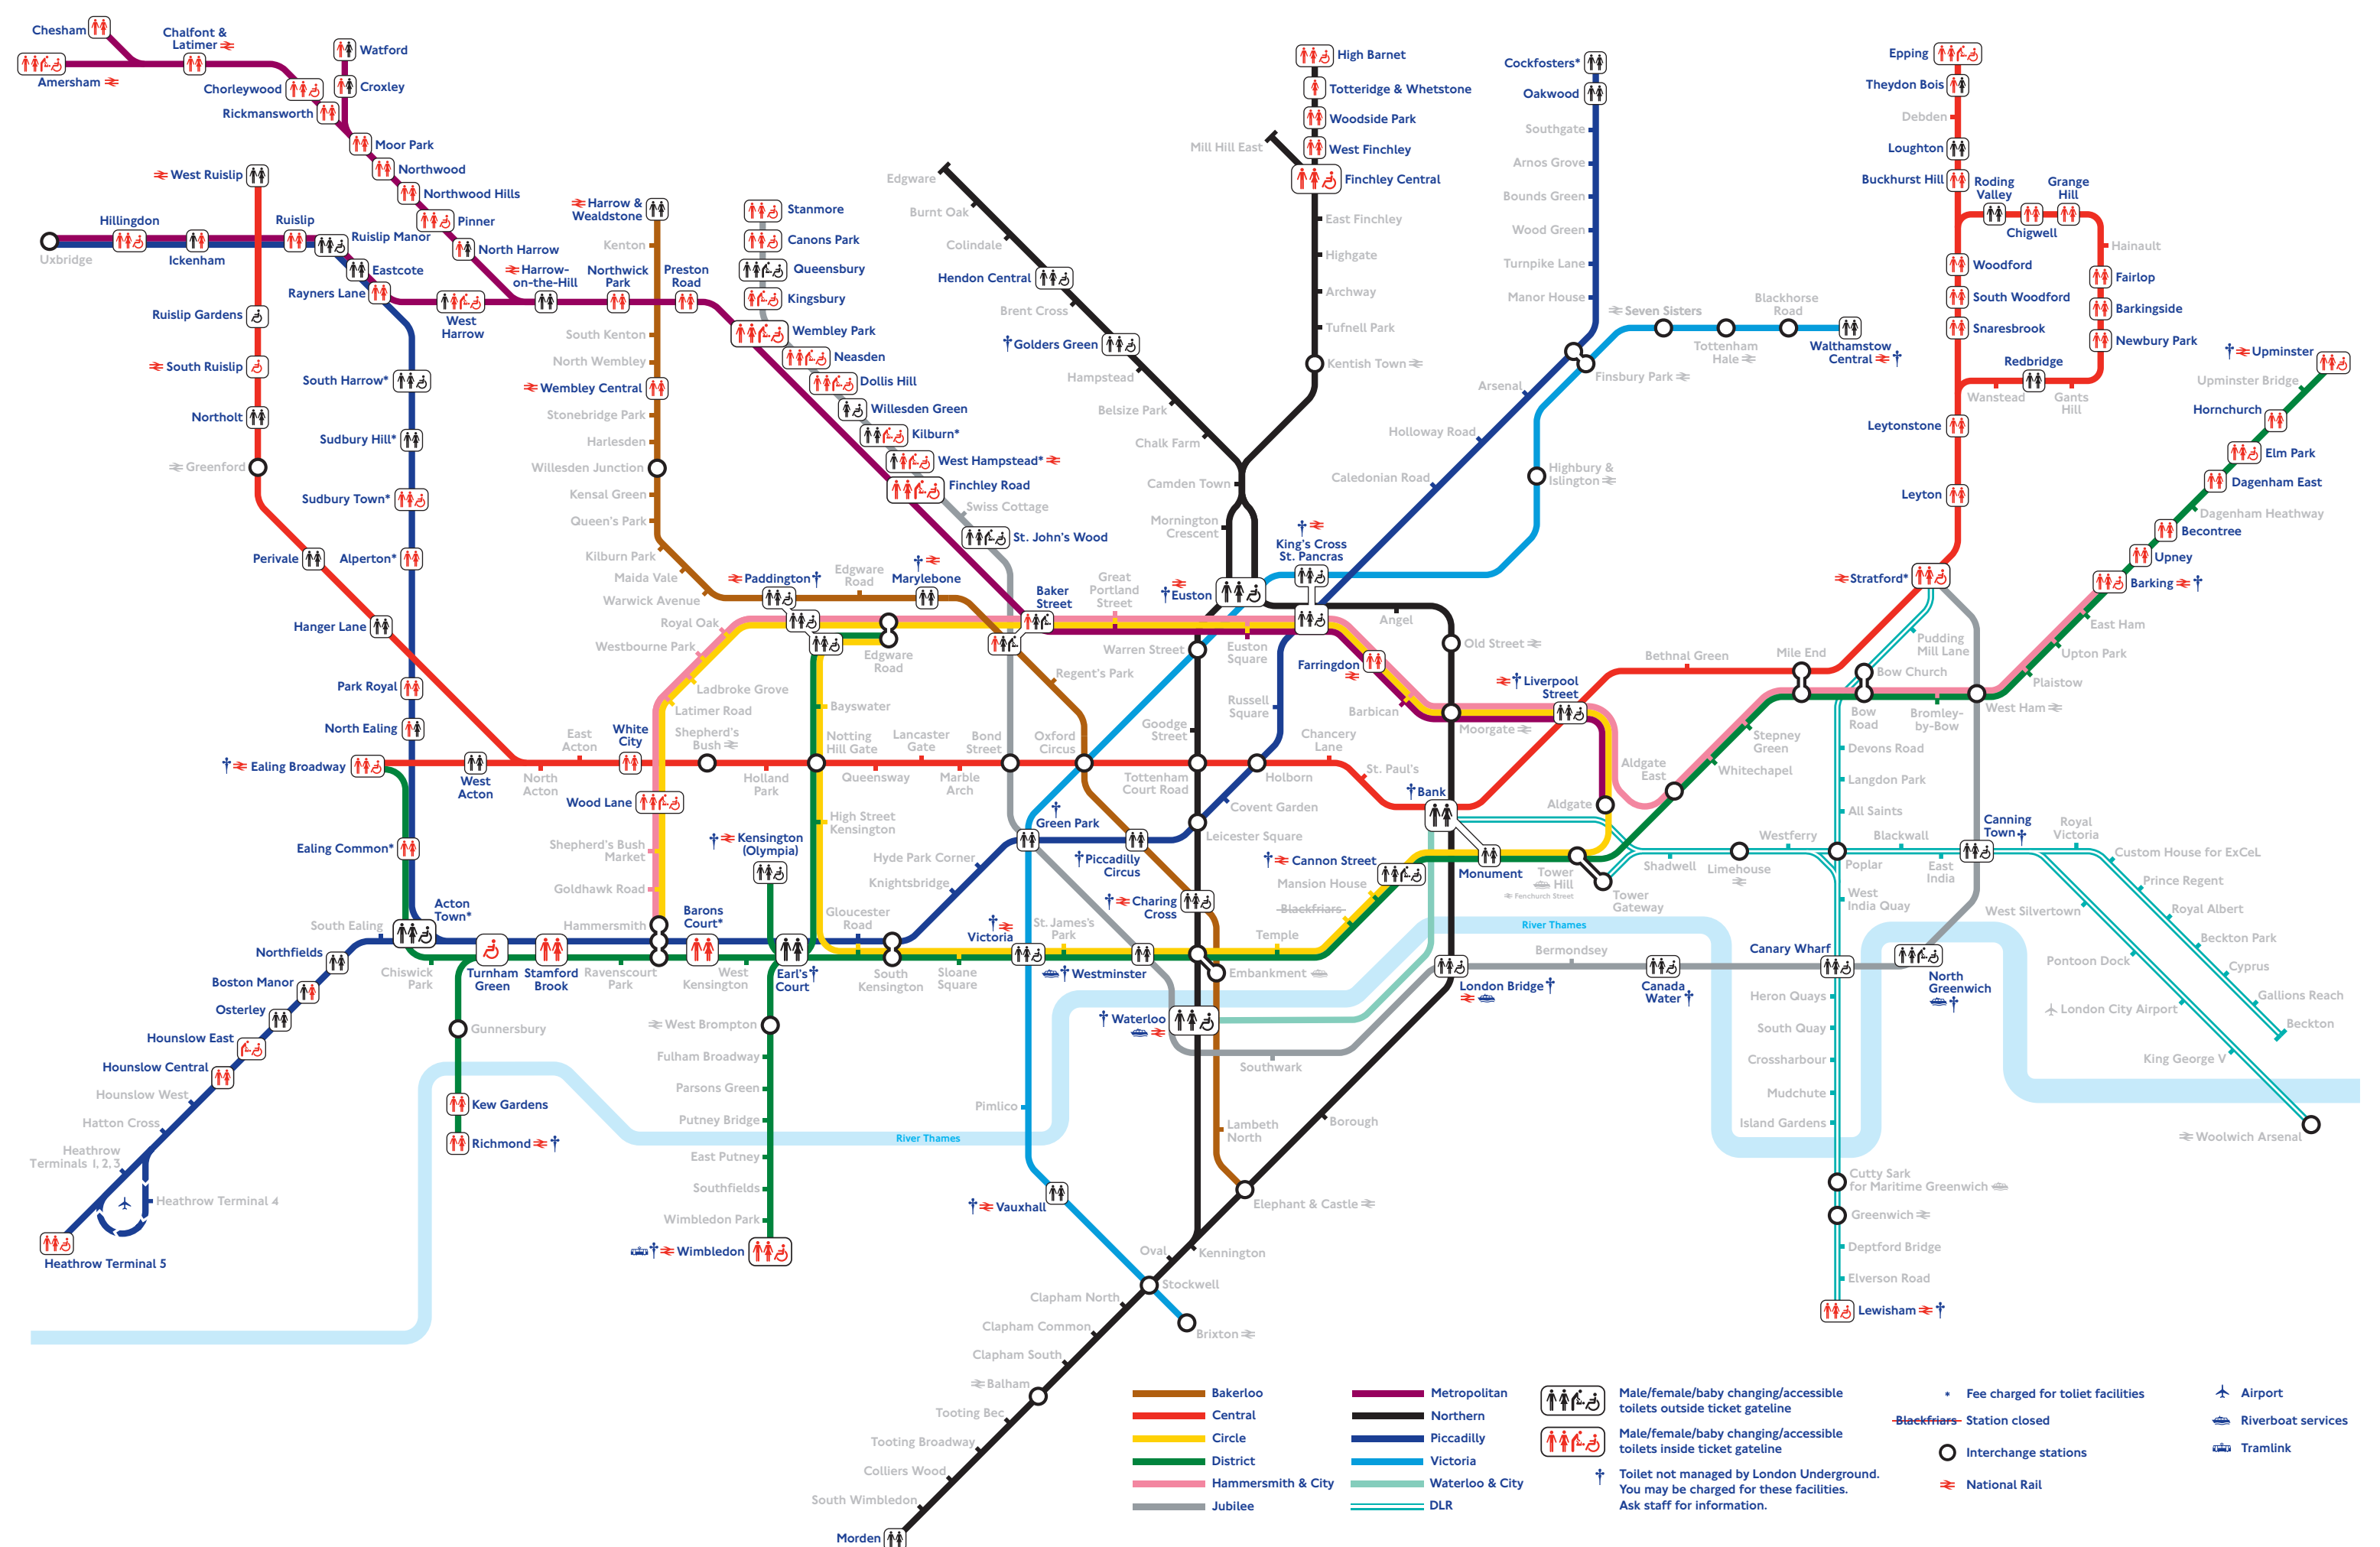 Chesham
Chalfont &
Latimer
Watford
Amersham
Chorleywood
Croxley
Rickmansworth
Moor Park
Northwood
Northwood Hills
Pinner
North Harrow
West Ruislip
Hillingdon
Ruislip
Ruislip Manor
Uxbridge
Ickenham
Eastcote
Rayners Lane
Harrow-
on-the-Hill
Northwick
Park
Preston
Road
West
Harrow
Harrow &
Wealdstone
Kenton
South Kenton
North Wembley
Wembley Central
Stonebridge Park
Harlesden
Willesden Junction
Kensal Green
Queen's Park
Kilburn Park
Maida Vale
Warwick Avenue
Stanmore
Canons Park
Queensbury
Kingsbury
Wembley Park
Neasden
Dollis Hill
Willesden Green
Kilburn*
West Hampstead*
Finchley Road
Swiss Cottage
St. John's Wood
Edgware
Burnt Oak
Colindale
Hendon Central
Brent Cross
†Golders Green
Hampstead
Belsize Park
Chalk Farm
Camden Town
Mornington
Crescent
High Barnet
Totteridge & Whetstone
Woodside Park
West Finchley
Mill Hill East
Finchley Central
East Finchley
Highgate
Archway
Tufnell Park
Kentish Town
Cockfosters*
Oakwood
Southgate
Arnos Grove
Bounds Green
Wood Green
Turnpike Lane
Manor House
Seven Sisters
Blackhorse
Road
Tottenham
Hale
Walthamstow
Central †
Finsbury Park
Arsenal
Holloway Road
Caledonian Road
Highbury &
Islington
Epping
Theydon Bois
Debden
Loughton
Buckhurst Hill
Roding
Valley
Grange
Hill
Chigwell
Hainault
Woodford
Fairlop
South Woodford
Barkingside
Snaresbrook
Newbury Park
Redbridge
Wanstead
Gants
Hill
Leytonstone
Leyton
Stratford*
† Upminster
Upminster Bridge
Hornchurch
Elm Park
Dagenham East
Dagenham Heathway
Becontree
Upney
Barking †
East Ham
Upton Park
Plaistow
West Ham
Ruislip Gardens
South Ruislip
Northolt
Greenford
Perivale
Hanger Lane
South Harrow*
Sudbury Hill*
Sudbury Town*
Alperton*
Park Royal
North Ealing
† Ealing Broadway
West
Acton
North
Acton
East
Acton
White
City
Shepherd's
Bush
Holland
Park
Notting
Hill Gate
Queensway
Lancaster
Gate
Marble
Arch
Bond
Street
Oxford
Circus
Tottenham
Court Road
Holborn
Chancery
Lane
St. Paul's
†Bank
†Liverpool
Street
Bethnal Green
Mile End
Paddington†
Edgware
Road
†
Marylebone
Baker
Street
Great
Portland
Street
†Euston
†
King's Cross
St. Pancras
Angel
Old Street
Royal Oak
Westbourne Park
Ladbroke Grove
Latimer Road
Edgware
Road
Bayswater
Regent's Park
Warren Street
Euston
Square
Farringdon
Barbican
Moorgate
Russell
Square
Goodge
Street
Pudding
Mill Lane
Bow Church
Bow
Road
Bromley-
by-Bow
Stepney
Green
Whitechapel
Aldgate
East
Aldgate
Devons Road
Langdon Park
All Saints
Wood Lane
Shepherd's Bush
Market
Goldhawk Road
Hammersmith
† Kensington
(Olympia)
High Street
Kensington
†
Green Park
Hyde Park Corner
Knightsbridge
†Piccadilly
Circus
Covent Garden
Leicester Square
† Charing
Cross
† Cannon Street
Mansion House
Blackfriars
Monument
Tower
Hill
Fenchurch Street
Tower
Gateway
Shadwell
Limehouse
Westferry
Poplar
Blackwall
East
India
Canning
Town†
Royal
Victoria
Custom House for ExCeL
Prince Regent
Royal Albert
Beckton Park
Cyprus
Gallions Reach
Beckton
West Silvertown
Pontoon Dock
London City Airport
King George V
Woolwich Arsenal
West
India Quay
Canary Wharf
Heron Quays
South Quay
Crossharbour
Mudchute
Island Gardens
Cutty Sark
for Maritime Greenwich
Greenwich
Deptford Bridge
Elverson Road
Lewisham †
Ealing Common*
Acton
Town*
South Ealing
Northfields
Boston Manor
Osterley
Hounslow East
Hounslow Central
Hounslow West
Hatton Cross
Heathrow
Terminals 1, 2, 3
Heathrow Terminal 4
Heathrow Terminal 5
Chiswick
Park
Turnham
Green
Stamford
Brook
Ravenscourt
Park
Barons
Court*
West
Kensington
Earl's†
Court
Gloucester
Road
South
Kensington
Sloane
Square
†
Victoria
St. James's
Park
†Westminster
Temple
Embankment
River Thames
Gunnersbury
Kew Gardens
Richmond †
West Brompton
Fulham Broadway
Parsons Green
Putney Bridge
East Putney
Southfields
Wimbledon Park
† Wimbledon
River Thames
Pimlico
† Vauxhall
† Waterloo
Southwark
Lambeth
North
Borough
Elephant & Castle
London Bridge†
Bermondsey
Canada
Water†
North
Greenwich
†
Kennington
Oval
Stockwell
Brixton
Clapham North
Clapham Common
Clapham South
Balham
Tooting Bec
Tooting Broadway
Colliers Wood
South Wimbledon
Morden
Bakerloo
Central
Circle
District
Hammersmith & City
Jubilee
Metropolitan
Northern
Piccadilly
Victoria
Waterloo & City
DLR
Male/female/baby changing/accessible
toilets outside ticket gateline
Male/female/baby changing/accessible
toilets inside ticket gateline
† Toilet not managed by London Underground.
You may be charged for these facilities.
Ask staff for information.
* Fee charged for toliet facilities
Blackfriars Station closed
Interchange stations
National Rail
Airport
Riverboat services
Tramlink